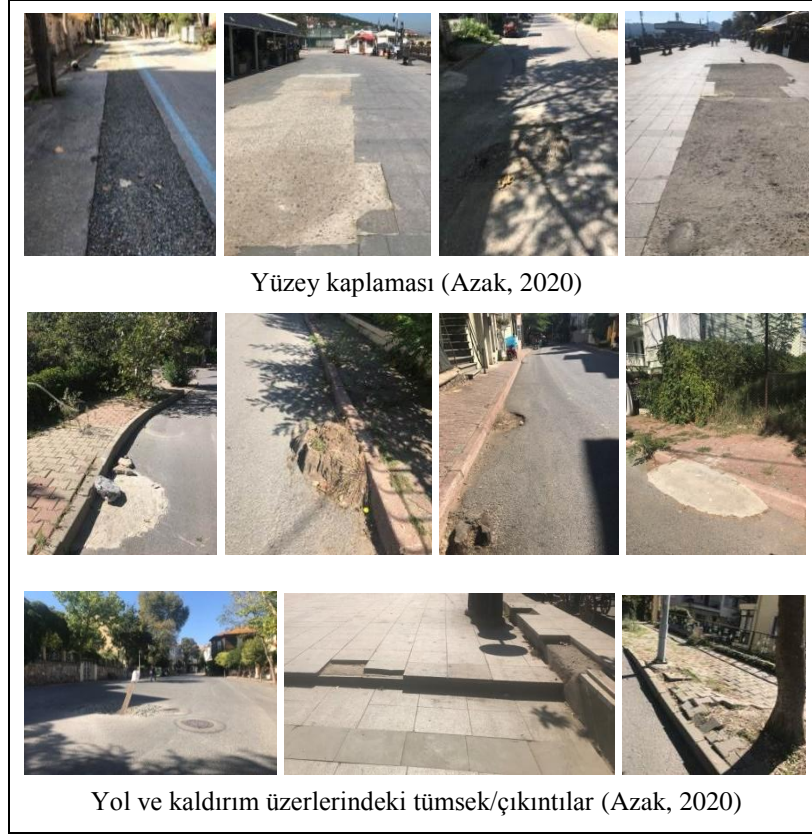 Yüzey kaplaması (Azak, 2020)
Yol ve kaldırım üzerlerindeki tümsek/çıkıntılar (Azak, 2020)